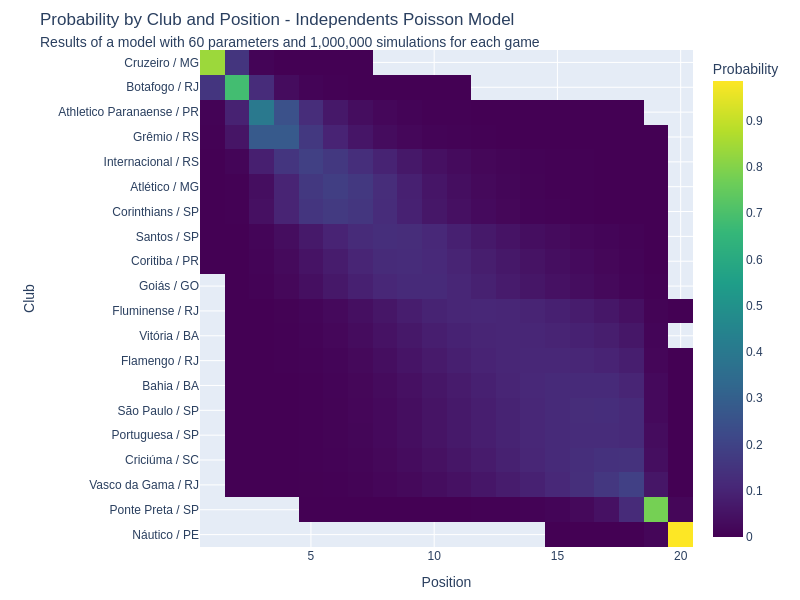 Probability by Club and Position - Independents Poisson Model
Results of a model with 60 parameters and 1,000,000 simulations for each game
Probability
Cruzeiro / MG
Botafogo / RJ
Athletico Paranaense / PR
Grêmio / RS
Internacional / RS
Atlético / MG
Corinthians / SP
Santos / SP
Coritiba / PR
Goiás / GO
Fluminense / RJ
Vitória / BA
Flamengo / RJ
Bahia / BA
São Paulo / SP
Portuguesa / SP
Criciúma / SC
Vasco da Gama / RJ
Ponte Preta / SP
Náutico / PE
Club
5
10
15
20
Position
0.9
0.8
0.7
0.6
0.5
0.4
0.3
0.2
0.1
0